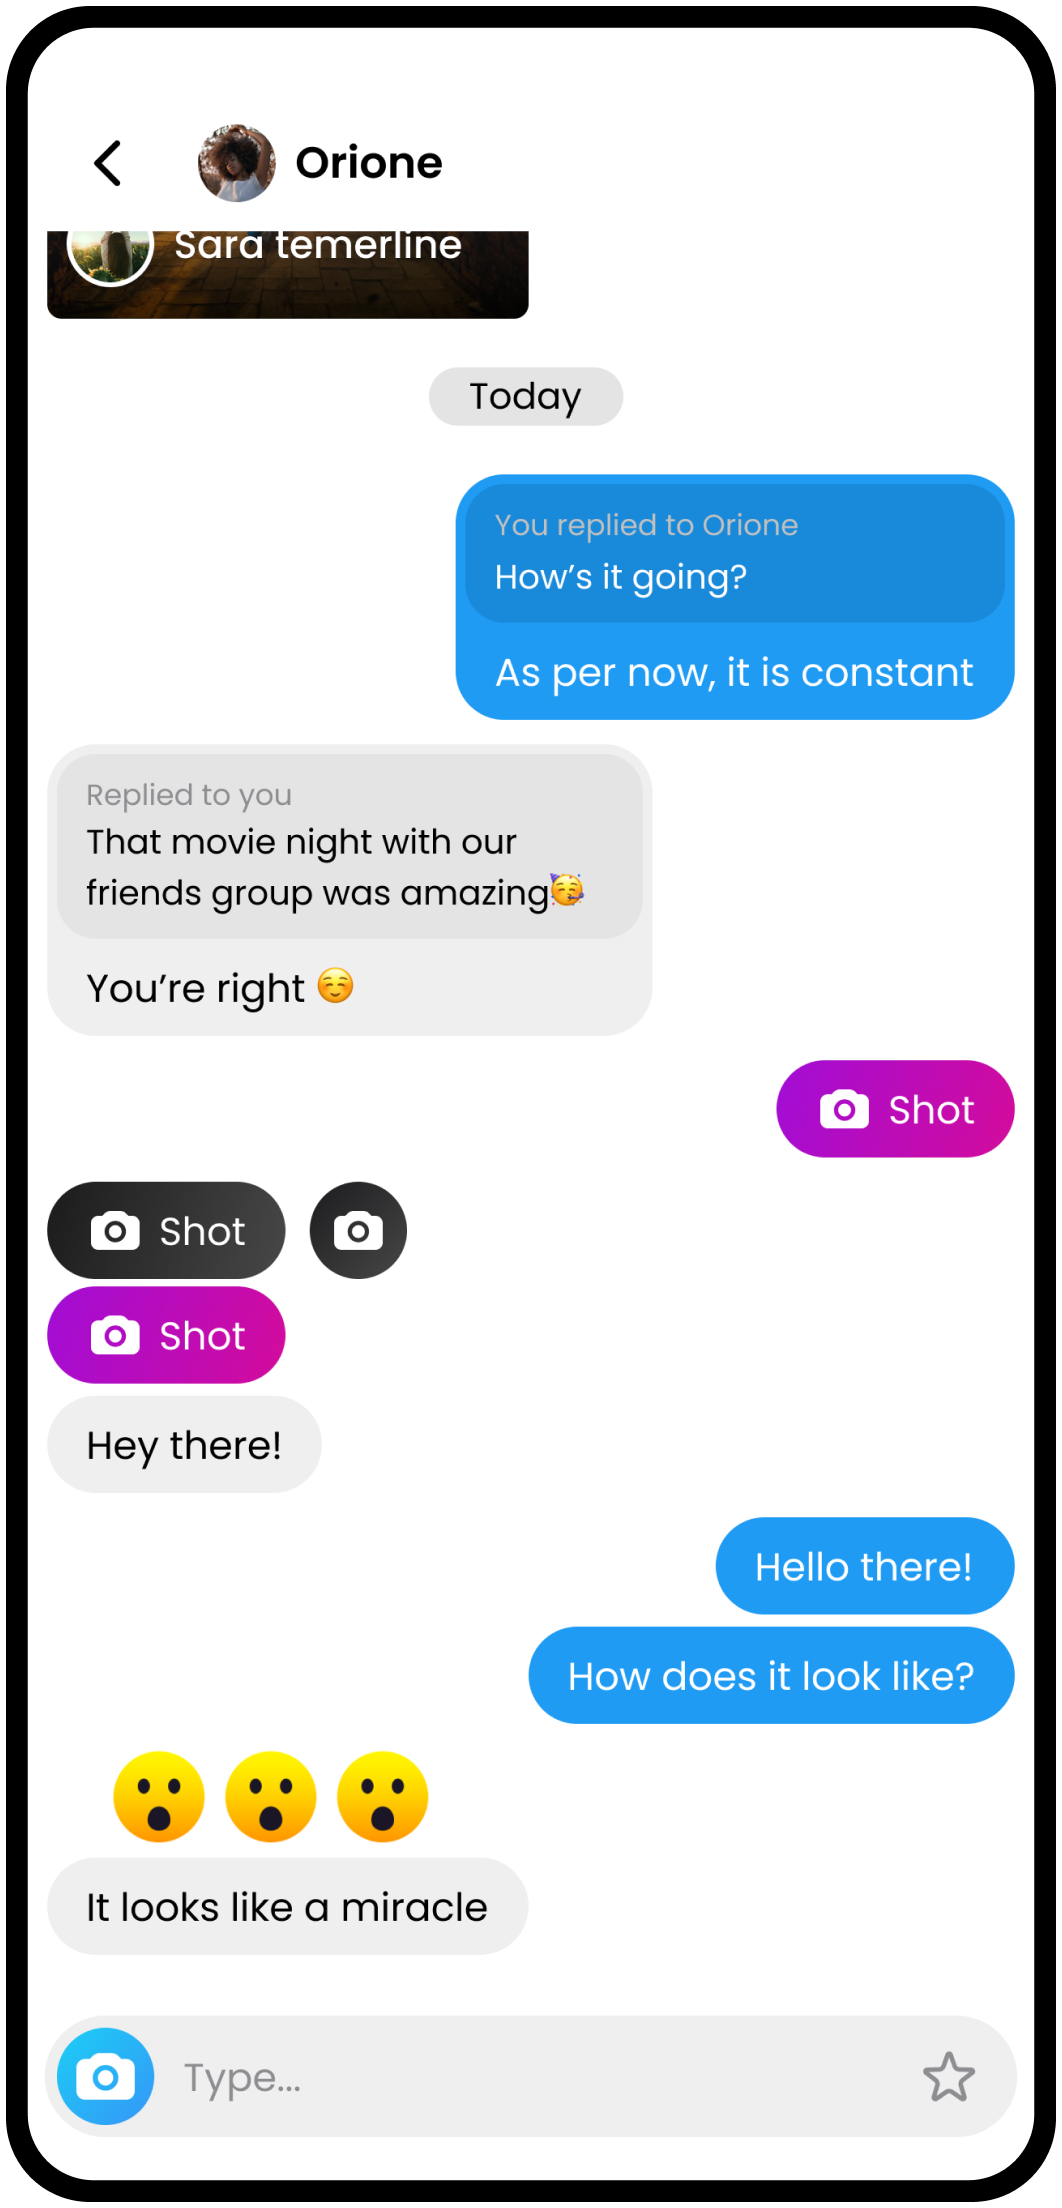 Orione
Sara temerline
Today
You replied to Orione
How’s it going?
As per now, it is constant
Replied to you
That movie night with our
friends group was amazing🥳
You’re right ☺️
Shot
Shot
Shot
Hey there!
Hello there!
How does it look like?
😮😮😮
It looks like a miracle
Type...